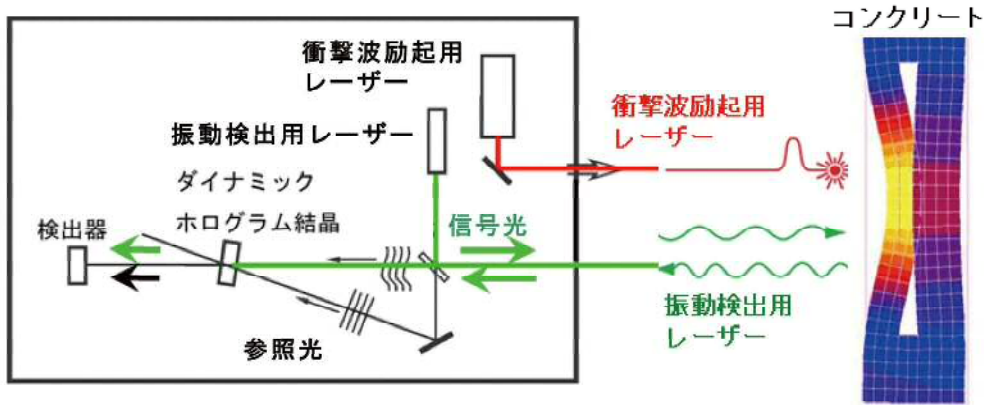 コンクリート
衝撃波励起用
レーザー
衝撃波励起用
レーザー
振動検出用レーザー
ダイナミック
ホログラム結晶
検出器
信号光
振動検出用
レーザー
参照光